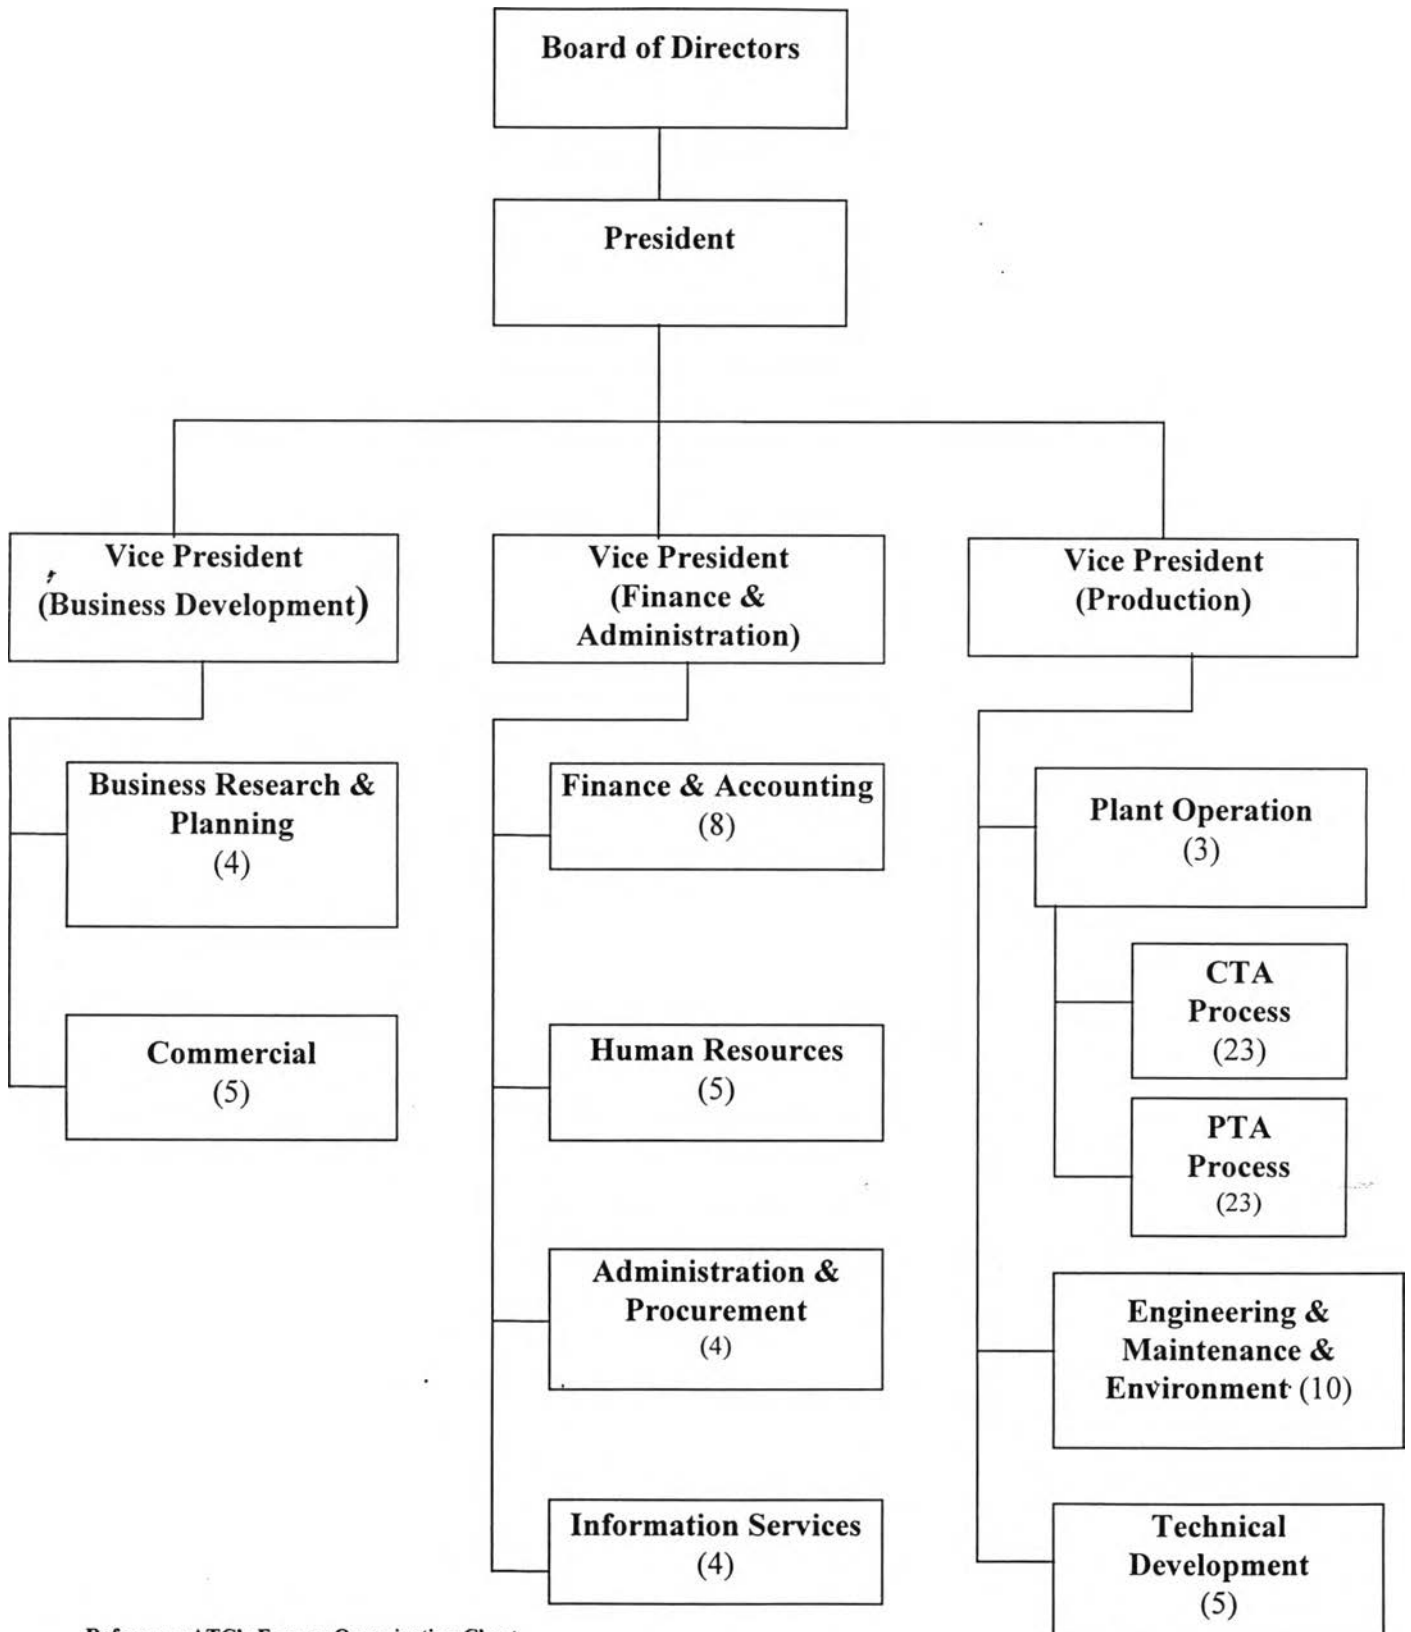 Board of Directors
President
Vice President
(Business Development)
Vice President
(Finance &
Administration)
Vice President
(Production)
Business Research &
Planning
(4)
Commercial
(5)
Finance & Accounting
(8)
Human Resources
(5)
Administration &
Procurement
(4)
Information Services
(4)
Plant Operation
(3)
CTA
Process
(23)
PTA
Process
(23)
Engineering &
Maintenance &
Environment (10)
Technical
Development
(5)